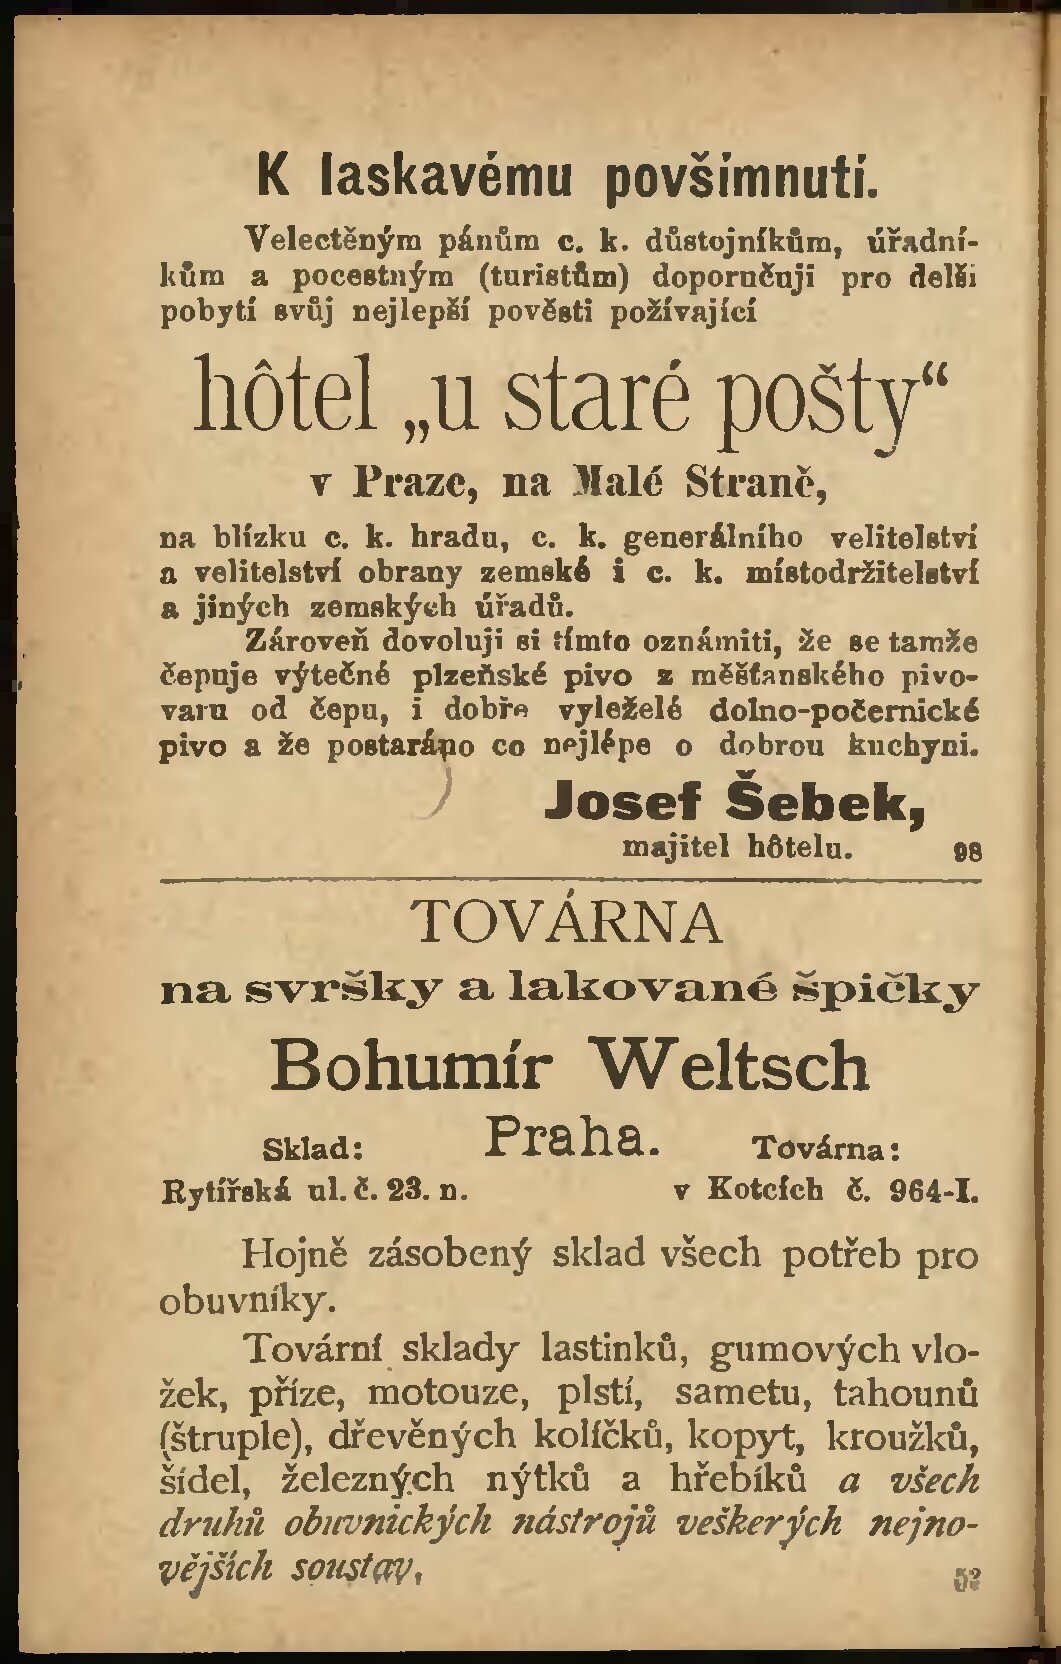 K laskavému povšimnutí.
Velectěným pánům c. k. důstojníkům, úřadní-
kům a pocestným (turistům) doporučuji pro delší
pobytí svůj nejlepší pověsti požívající
hôtel „u staré pošty“
v Praze, na Malé Straně,
na blízku c. k. hradu, c. k. generálního velitelství
a velitelství obrany zemské i c. k. místodržitelství
a jiných zemských úřadů.
Zároveň dovoluji si tímto oznámiti, že se tamže
čepuje výtečné plzeňské pivo z měšťanského pivo-
varu od čepu, i dobře vyleželé dolno-počernické
pivo a že postaráno co nejlépe o dobrou kuchyni.
Josef Šebek,
majitel hôtelu. 98
TOVÁRNA
na svršky a lakované špičky
Bohumír Weltsch
Praha.
Sklad: Továrna:
Rytířská ul. č. 23. n. v Kotcích č. 964-I.
Hojně zásobený sklad všech potřeb pro
obuvníky.
Tovární sklady lastinků, gumových vlo-
žek, příze, motouze, plstí, sametu, tahounů
(štruple), dřevěných kolíčků, kopyt, kroužků,
šídel, železných nýtků a hřebíků a všech
druhů obuvnických nástrojů veškerých nejno-
vějších soustav.
52